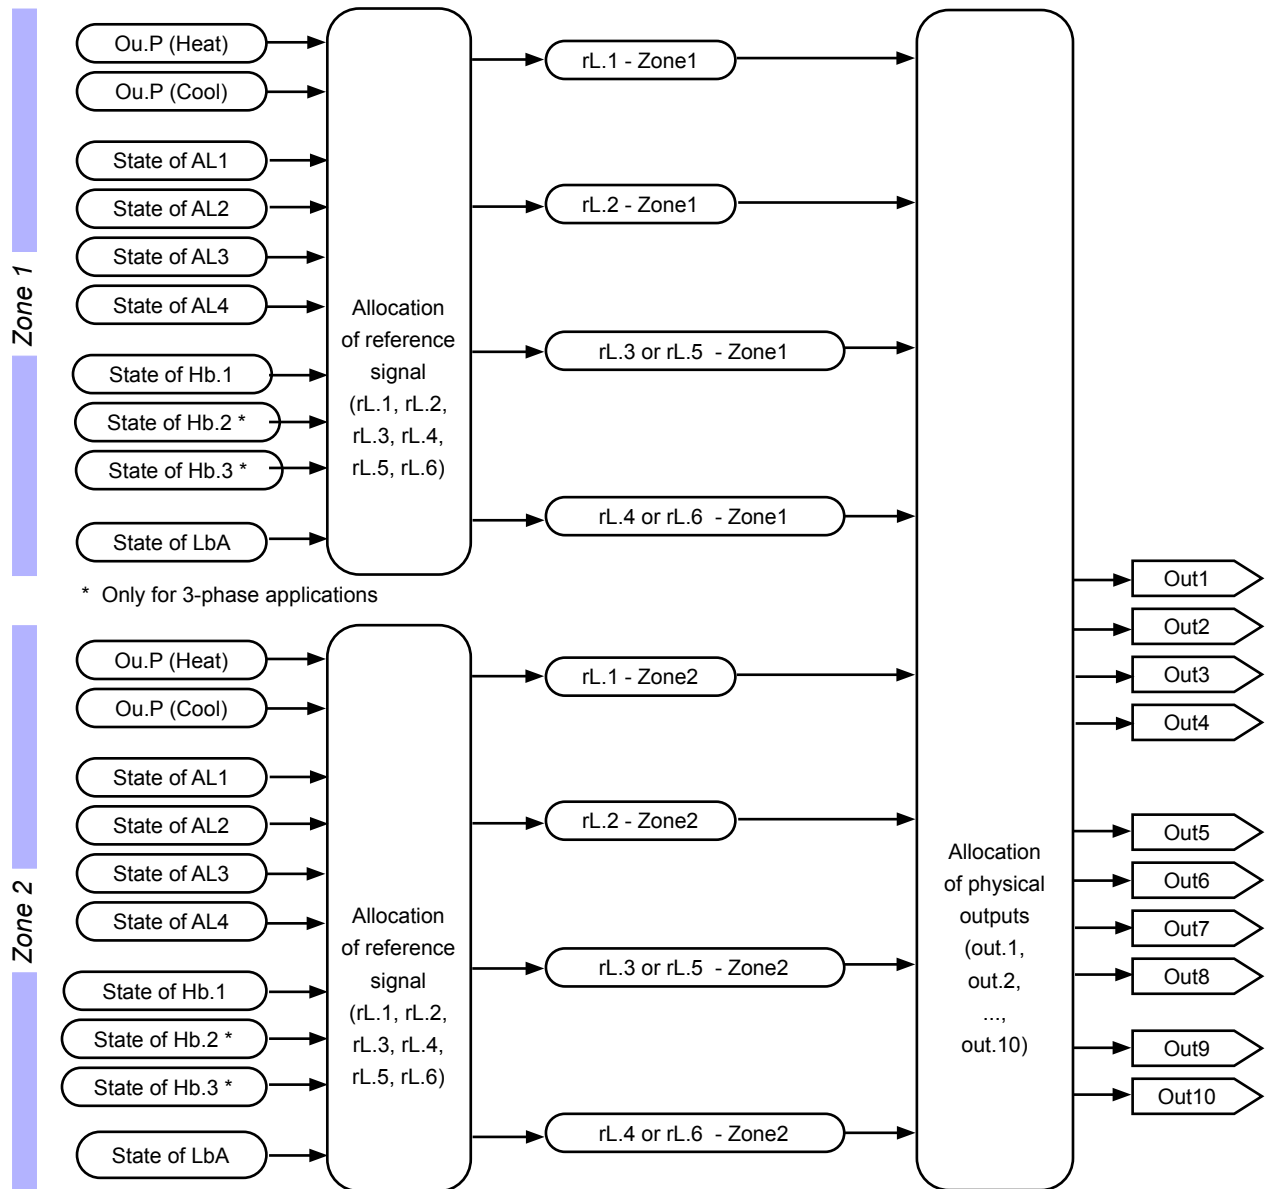 Zone 1
Ou.P (Heat)
Ou.P (Cool)
State of AL1
State of AL2
State of AL3
State of AL4
State of Hb.1
State of Hb.2 *
State of Hb.3 *
State of LbA
Allocation
of reference
signal
(rL.1, rL.2,
rL.3, rL.4,
rL.5, rL.6)
rL.1 - Zone1
rL.2 - Zone1
rL.3 or rL.5 - Zone1
rL.4 or rL.6 - Zone1
* Only for 3-phase applications
Zone 2
Ou.P (Heat)
Ou.P (Cool)
State of AL1
State of AL2
State of AL3
State of AL4
State of Hb.1
State of Hb.2 *
State of Hb.3 *
State of LbA
Allocation
of reference
signal
(rL.1, rL.2,
rL.3, rL.4,
rL.5, rL.6)
rL.1 - Zone2
rL.2 - Zone2
rL.3 or rL.5 - Zone2
rL.4 or rL.6 - Zone2
Allocation
of physical
outputs
(out.1,
out.2,
...,
out.10)
Out1
Out2
Out3
Out4
Out5
Out6
Out7
Out8
Out9
Out10